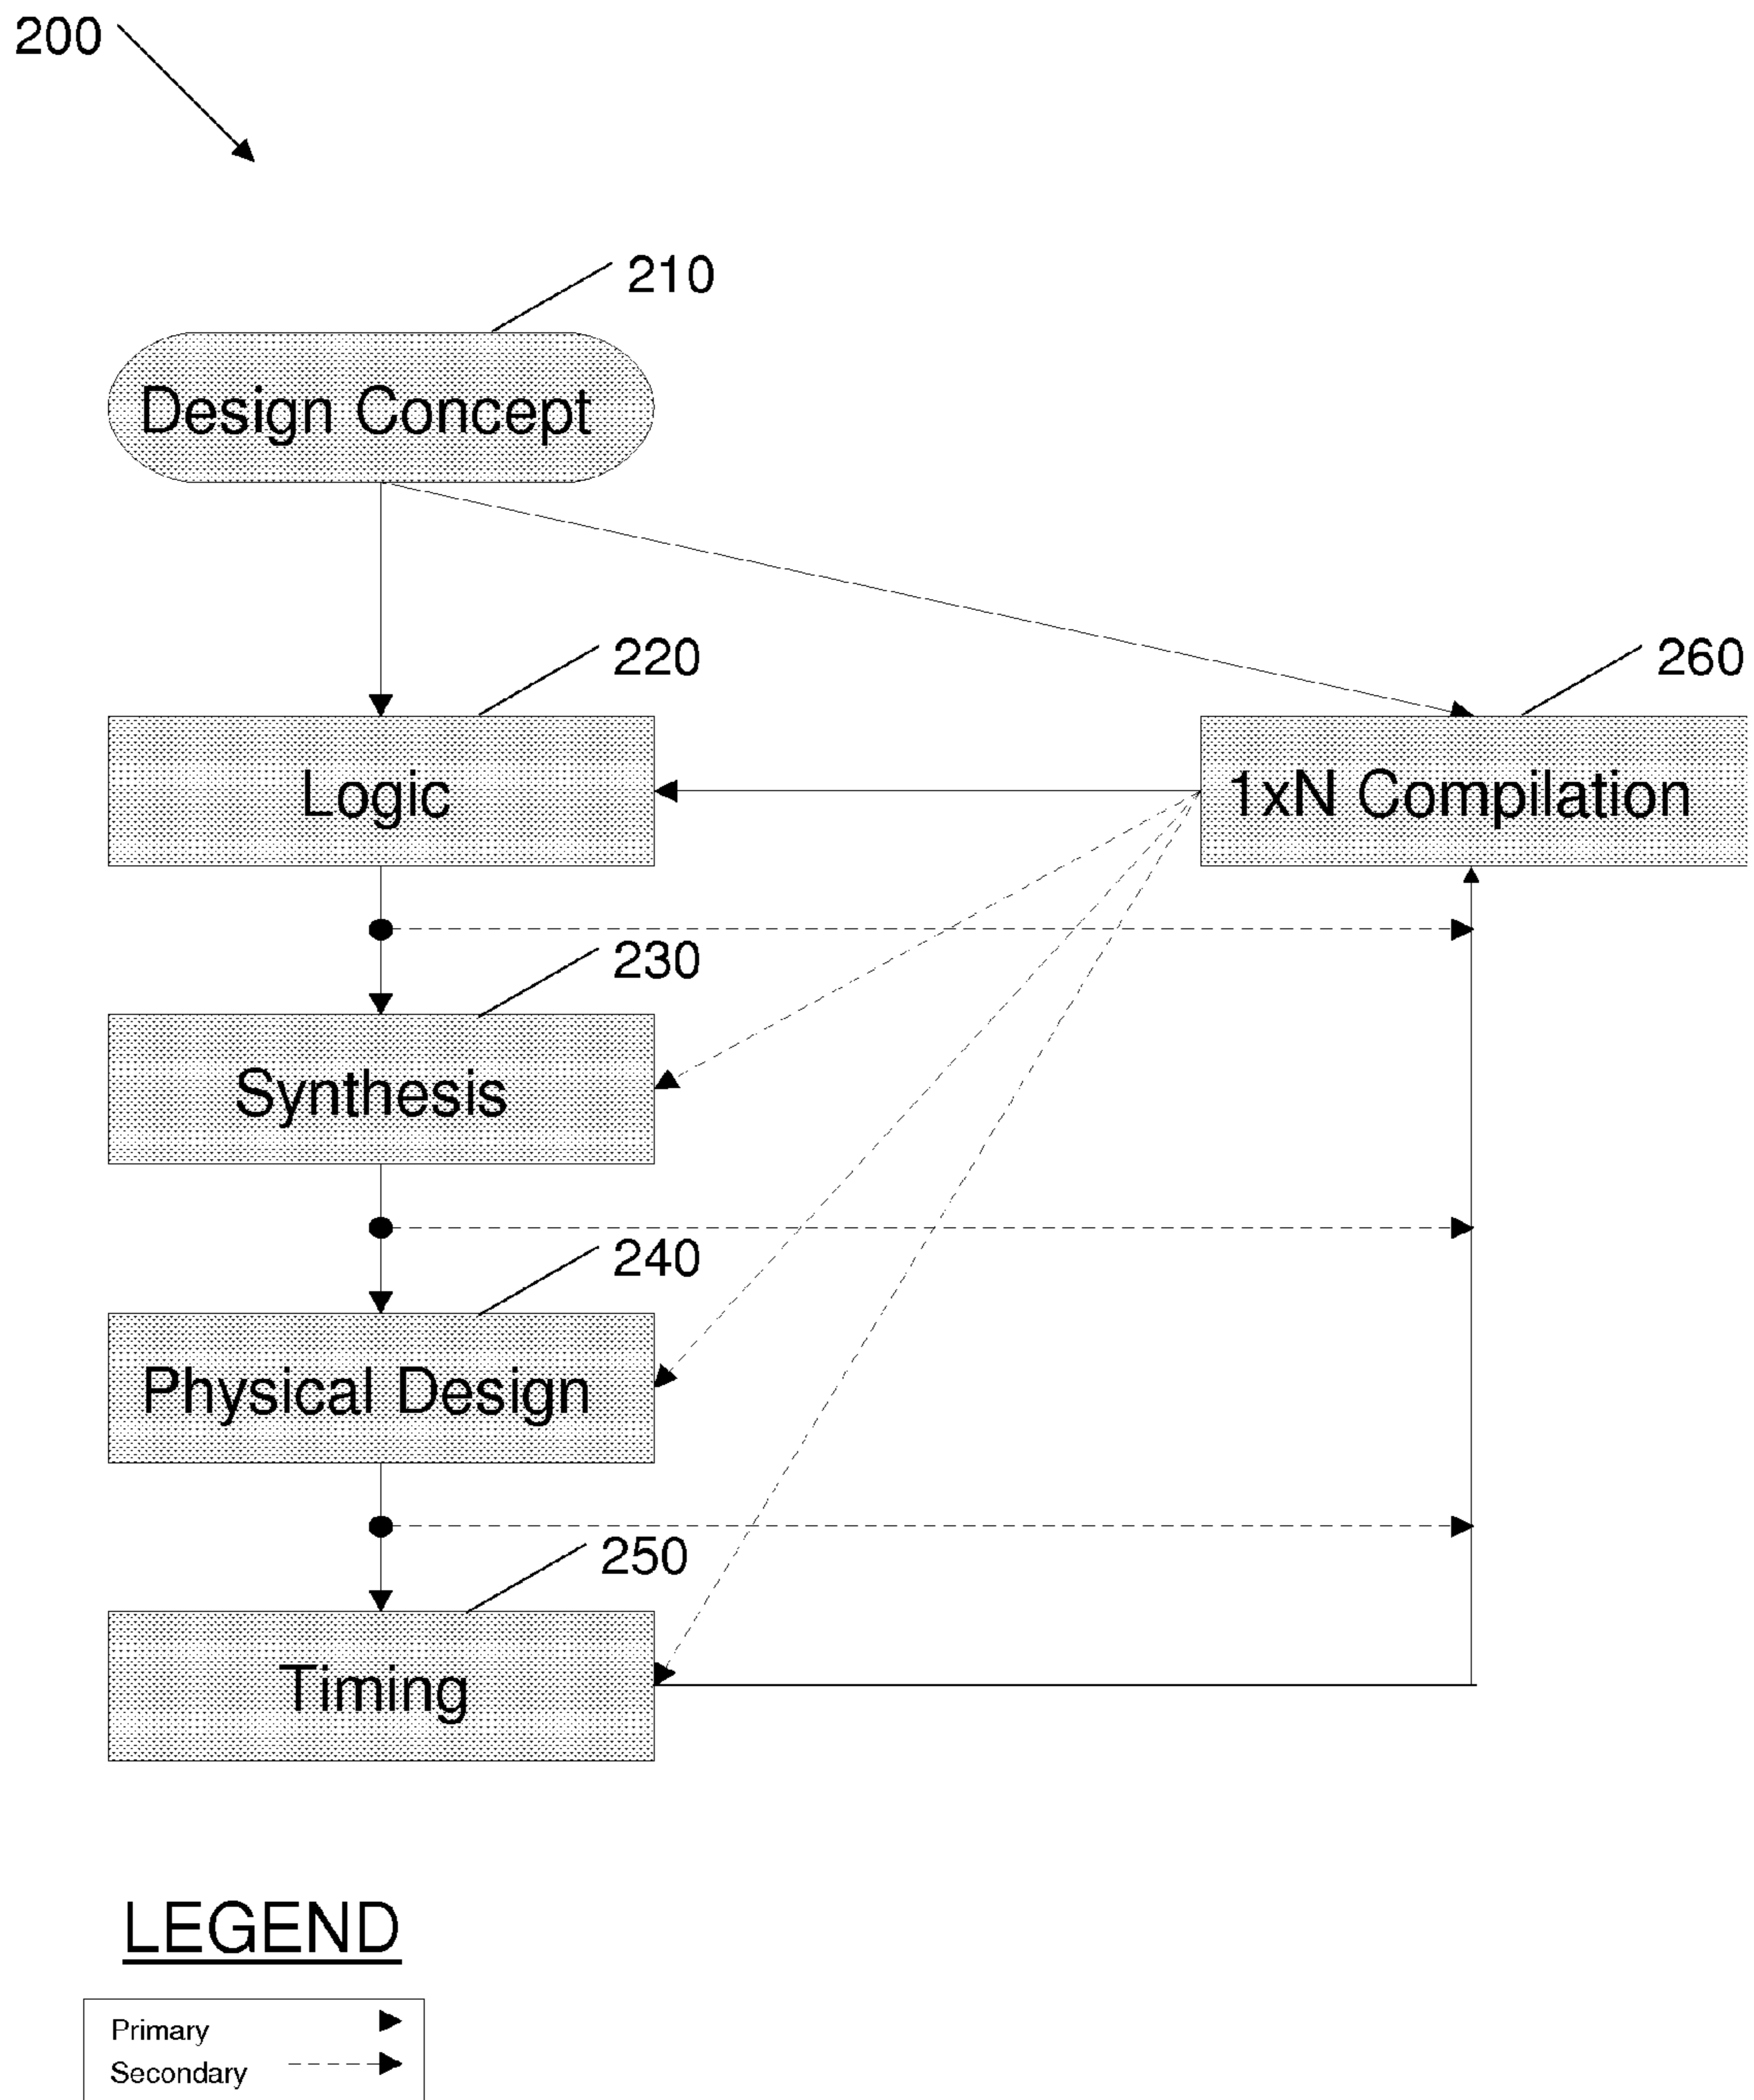 200
210
Design Concept
220
260
Logic
1xN Compilation
230
Synthesis
240
Physical Design
250
Timing
LEGEND
Primary
Secondary